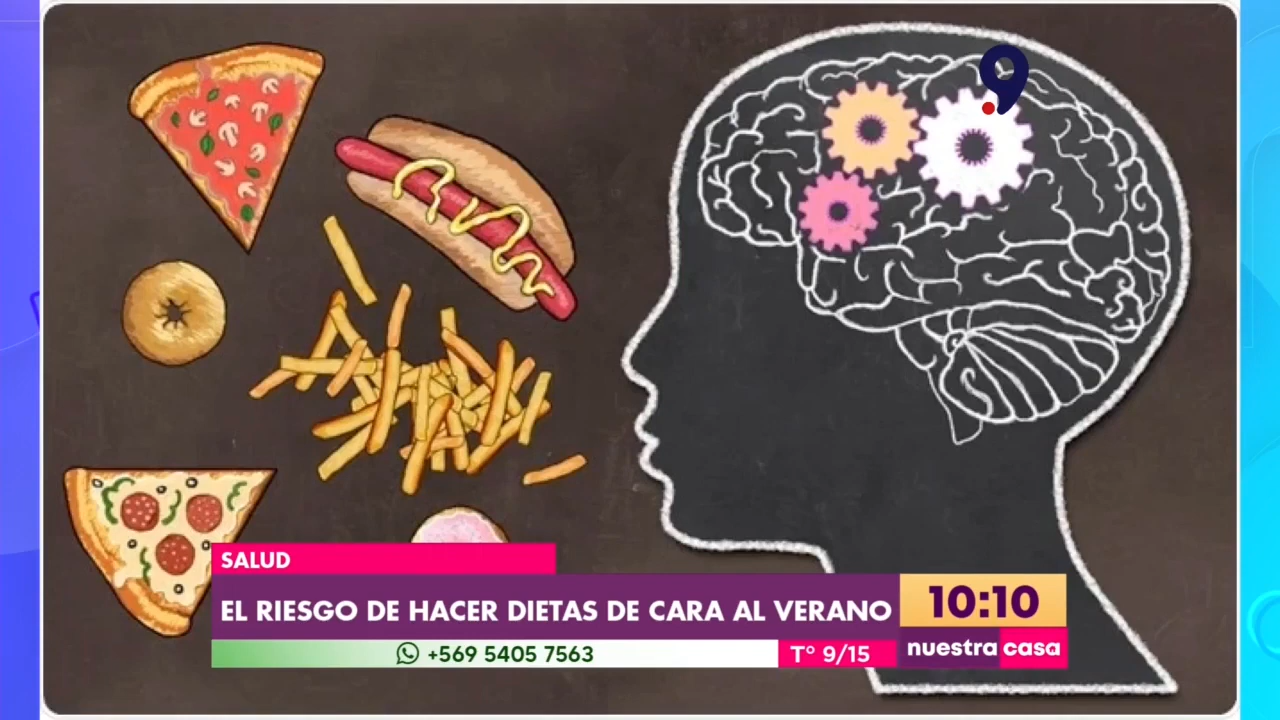 9
SALUD
EL RIESGO DE HACER DIETAS DE CARA AL VERANO
10:10
+569 5405 7563
T° 9/15
nuestra casa